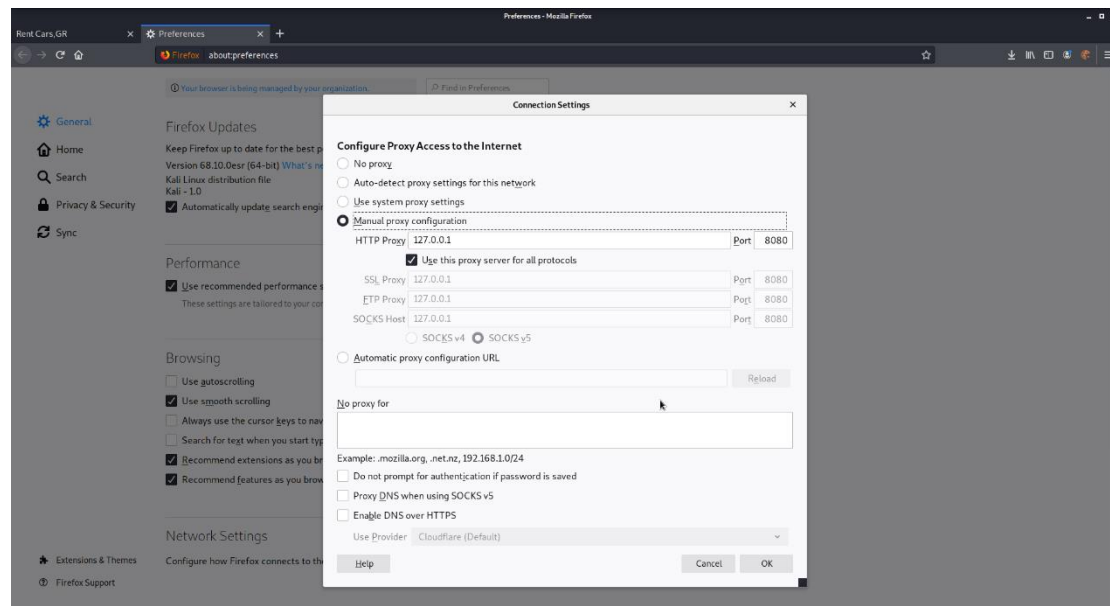 Preferences - Mozilla Firefox
Rent Cars,GR
Preferences
Firefox about:preferences
Your browser is being managed by your organization.
Find in Preferences
Connection Settings
General
Home
Search
Privacy & Security
Sync
Extensions & Themes
Firefox Support
Firefox Updates
Keep Firefox up to date for the best p
Version 68.10.0esr (64-bit) What's ne
Kali Linux distribution file
Kali - 1.0
Automatically update search engin
Performance
Use recommended performance s
These settings are tailored to your com
Browsing
Use autoscrolling
Use smooth scrolling
Always use the cursor keys to nav
Search for text when you start typ
Recommend extensions as you br
Recommend features as you brow
Network Settings
Configure how Firefox connects to th
Configure Proxy Access to the Internet
No proxy
Auto-detect proxy settings for this network
Use system proxy settings
Manual proxy configuration
HTTP Proxy 127.0.0.1 Port 8080
Use this proxy server for all protocols
SSL Proxy 127.0.0.1 Port 8080
FTP Proxy 127.0.0.1 Port 8080
SOCKS Host 127.0.0.1 Port 8080
SOCKS v4 SOCKS v5
Automatic proxy configuration URL
Reload
No proxy for
Example: .mozilla.org, .net.nz, 192.168.1.0/24
Do not prompt for authentication if password is saved
Proxy DNS when using SOCKS v5
Enable DNS over HTTPS
Use Provider Cloudflare (Default)
Help Cancel OK